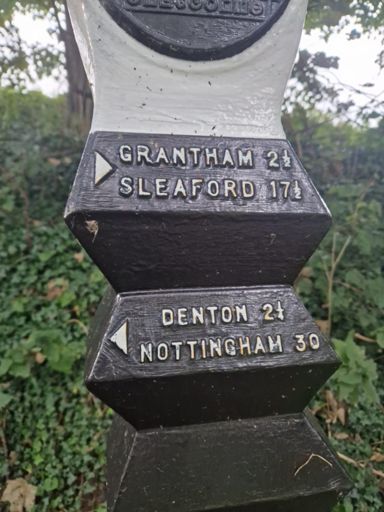 GRANTHAM 2½
SLEAFORD 17½
DENTON 2¼
NOTTINGHAM 30